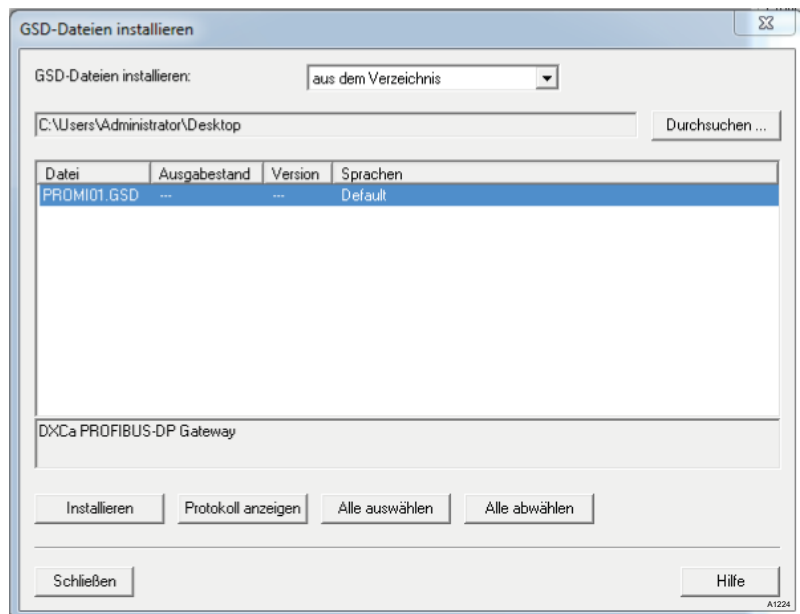 GSD-Dateien installieren
GSD-Dateien installieren: aus dem Verzeichnis
C:\Users\Administrator\Desktop Durchsuchen ...
Datei Ausgabestand Version Sprachen
PROMI01.GSD --- --- Default
DXCa PROFIBUS-DP Gateway
Installieren Protokoll anzeigen Alle auswählen Alle abwählen
Schließen Hilfe
A1224